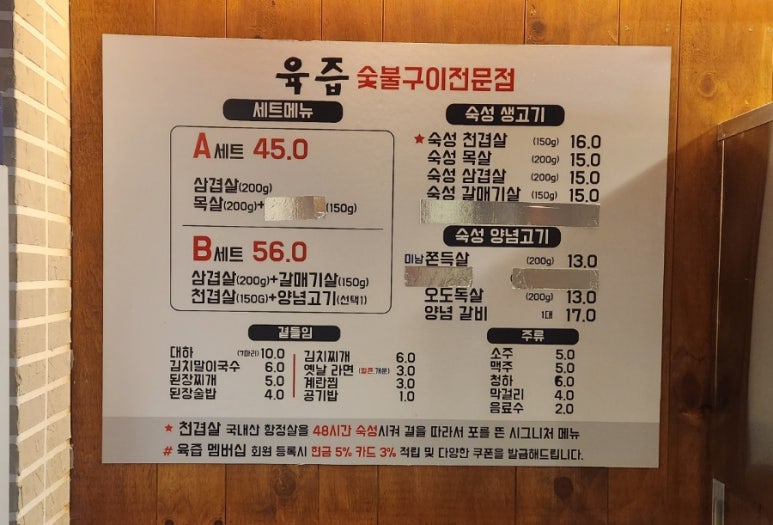 육즙 숯불구이전문점
세트메뉴
A세트 45.0
삼겹살(200g)
목살(200g)+ (150g)
B세트 56.0
삼겹살(200g)+갈매기살(150g)
천겹살(150G)+양념고기(선택1)
숙성 생고기
★숙성 천겹살 (150g) 16.0
숙성 목살 (200g) 15.0
숙성 삼겹살 (200g) 15.0
숙성 갈매기살 (150g) 15.0
숙성 양념고기
미남쫀득살 (200g) 13.0
오도독살 (200g) 13.0
양념 갈비 1대 17.0
곁들임
대하 (7마리) 10.0
김치말이국수 6.0
된장찌개 5.0
된장술밥 4.0
김치찌개 6.0
옛날 라면 3.0
계란찜 3.0
공기밥 1.0
주류
소주 5.0
맥주 5.0
청하 6.0
막걸리 4.0
음료수 2.0
★ 천겹살 국내산 항정살을 48시간 숙성시켜 결을 따라서 포를 뜬 시그니처 메뉴
# 육즙 멤버십 회원 등록시 현금 5% 카드 3% 적립 및 다양한 쿠폰을 발급해드립니다.